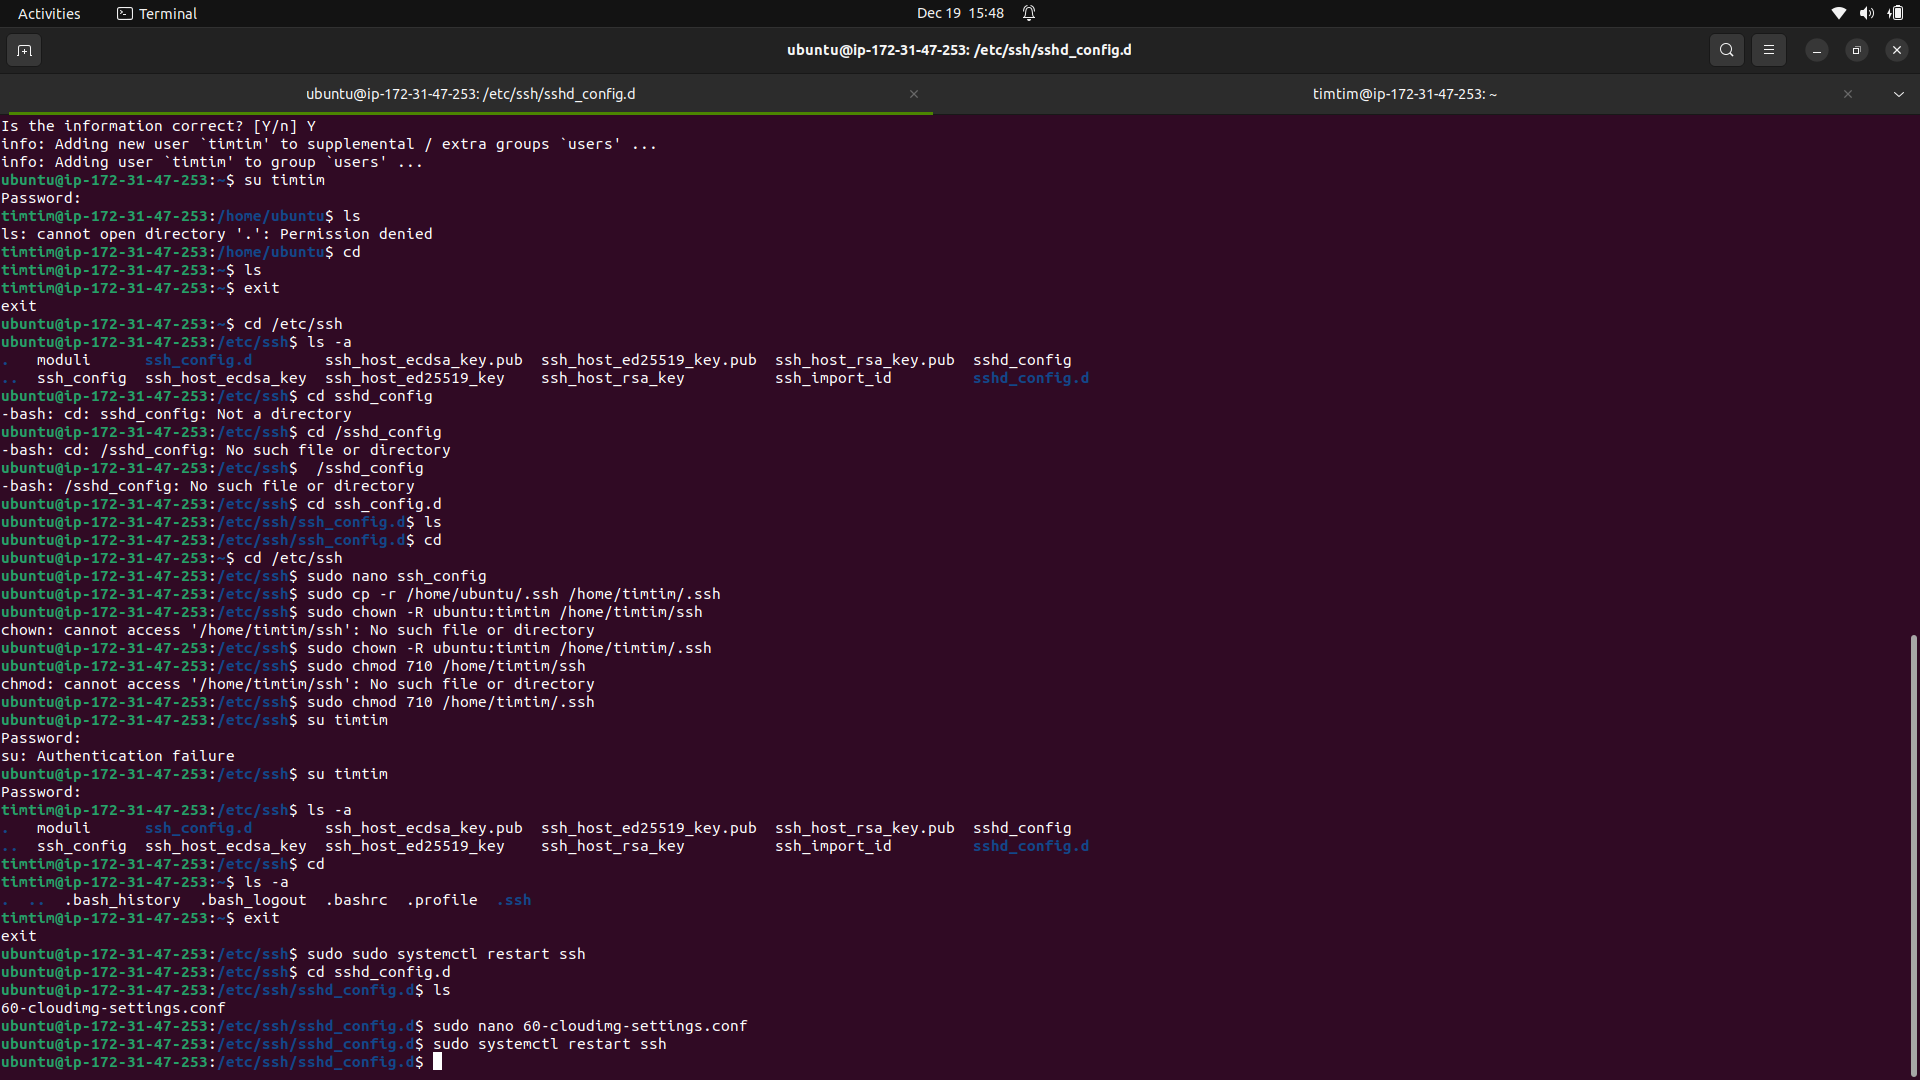 Activities Terminal Dec 19 15:48
ubuntu@ip-172-31-47-253: /etc/ssh/sshd_config.d
ubuntu@ip-172-31-47-253: /etc/ssh/sshd_config.d timtim@ip-172-31-47-253: ~
Is the information correct? [Y/n] Y
info: Adding new user `timtim' to supplemental / extra groups `users' ...
info: Adding user `timtim' to group `users' ...
ubuntu@ip-172-31-47-253:~$ su timtim
Password:
timtim@ip-172-31-47-253:/home/ubuntu$ ls
ls: cannot open directory '.': Permission denied
timtim@ip-172-31-47-253:/home/ubuntu$ cd
timtim@ip-172-31-47-253:~$ ls
timtim@ip-172-31-47-253:~$ exit
exit
ubuntu@ip-172-31-47-253:~$ cd /etc/ssh
ubuntu@ip-172-31-47-253:/etc/ssh$ ls -a
.   moduli      ssh_config.d        ssh_host_ecdsa_key.pub  ssh_host_ed25519_key.pub  ssh_host_rsa_key.pub  sshd_config
..  ssh_config  ssh_host_ecdsa_key  ssh_host_ed25519_key    ssh_host_rsa_key          ssh_import_id         sshd_config.d
ubuntu@ip-172-31-47-253:/etc/ssh$ cd sshd_config
-bash: cd: sshd_config: Not a directory
ubuntu@ip-172-31-47-253:/etc/ssh$ cd /sshd_config
-bash: cd: /sshd_config: No such file or directory
ubuntu@ip-172-31-47-253:/etc/ssh$  /sshd_config
-bash: /sshd_config: No such file or directory
ubuntu@ip-172-31-47-253:/etc/ssh$ cd ssh_config.d
ubuntu@ip-172-31-47-253:/etc/ssh/ssh_config.d$ ls
ubuntu@ip-172-31-47-253:/etc/ssh/ssh_config.d$ cd
ubuntu@ip-172-31-47-253:~$ cd /etc/ssh
ubuntu@ip-172-31-47-253:/etc/ssh$ sudo nano ssh_config
ubuntu@ip-172-31-47-253:/etc/ssh$ sudo cp -r /home/ubuntu/.ssh /home/timtim/.ssh
ubuntu@ip-172-31-47-253:/etc/ssh$ sudo chown -R ubuntu:timtim /home/timtim/ssh
chown: cannot access '/home/timtim/ssh': No such file or directory
ubuntu@ip-172-31-47-253:/etc/ssh$ sudo chown -R ubuntu:timtim /home/timtim/.ssh
ubuntu@ip-172-31-47-253:/etc/ssh$ sudo chmod 710 /home/timtim/ssh
chmod: cannot access '/home/timtim/ssh': No such file or directory
ubuntu@ip-172-31-47-253:/etc/ssh$ sudo chmod 710 /home/timtim/.ssh
ubuntu@ip-172-31-47-253:/etc/ssh$ su timtim
Password:
su: Authentication failure
ubuntu@ip-172-31-47-253:/etc/ssh$ su timtim
Password:
timtim@ip-172-31-47-253:/etc/ssh$ ls -a
.   moduli      ssh_config.d        ssh_host_ecdsa_key.pub  ssh_host_ed25519_key.pub  ssh_host_rsa_key.pub  sshd_config
..  ssh_config  ssh_host_ecdsa_key  ssh_host_ed25519_key    ssh_host_rsa_key          ssh_import_id         sshd_config.d
timtim@ip-172-31-47-253:/etc/ssh$ cd
timtim@ip-172-31-47-253:~$ ls -a
.  ..  .bash_history  .bash_logout  .bashrc  .profile  .ssh
timtim@ip-172-31-47-253:~$ exit
exit
ubuntu@ip-172-31-47-253:/etc/ssh$ sudo sudo systemctl restart ssh
ubuntu@ip-172-31-47-253:/etc/ssh$ cd sshd_config.d
ubuntu@ip-172-31-47-253:/etc/ssh/sshd_config.d$ ls
60-cloudimg-settings.conf
ubuntu@ip-172-31-47-253:/etc/ssh/sshd_config.d$ sudo nano 60-cloudimg-settings.conf
ubuntu@ip-172-31-47-253:/etc/ssh/sshd_config.d$ sudo systemctl restart ssh
ubuntu@ip-172-31-47-253:/etc/ssh/sshd_config.d$